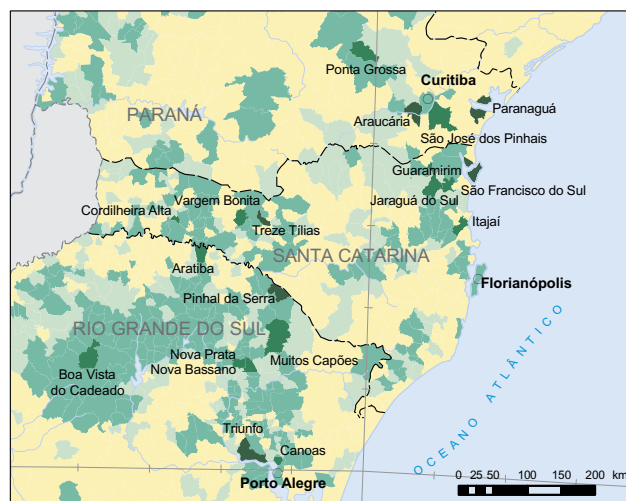 Ponta Grossa
Curitiba
Paranaguá
PARANÁ
Araucária
São José dos Pinhais
Guaramirim
São Francisco do Sul
Vargem Bonita
Jaraguá do Sul
Cordilheira Alta
Itajaí
Treze Tílias
SANTA CATARINA
Aratiba
Florianópolis
Pinhal da Serra
RIO GRANDE DO SUL
Nova Prata
Muitos Capões
Nova Bassano
Boa Vista
do Cadeado
OCEANO ATLÂNTICO
Triunfo
Canoas
Porto Alegre
0 25 50 100 150 200 km